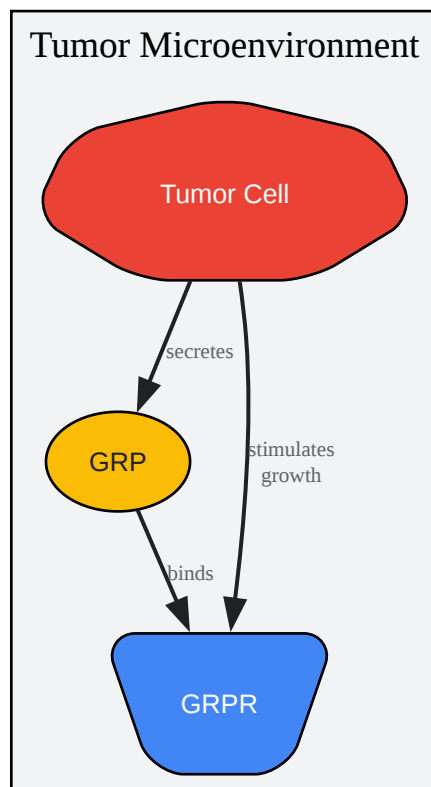 Tumor Microenvironment
Tumor Cell
secretes
stimulates
growth
GRP
binds
GRPR